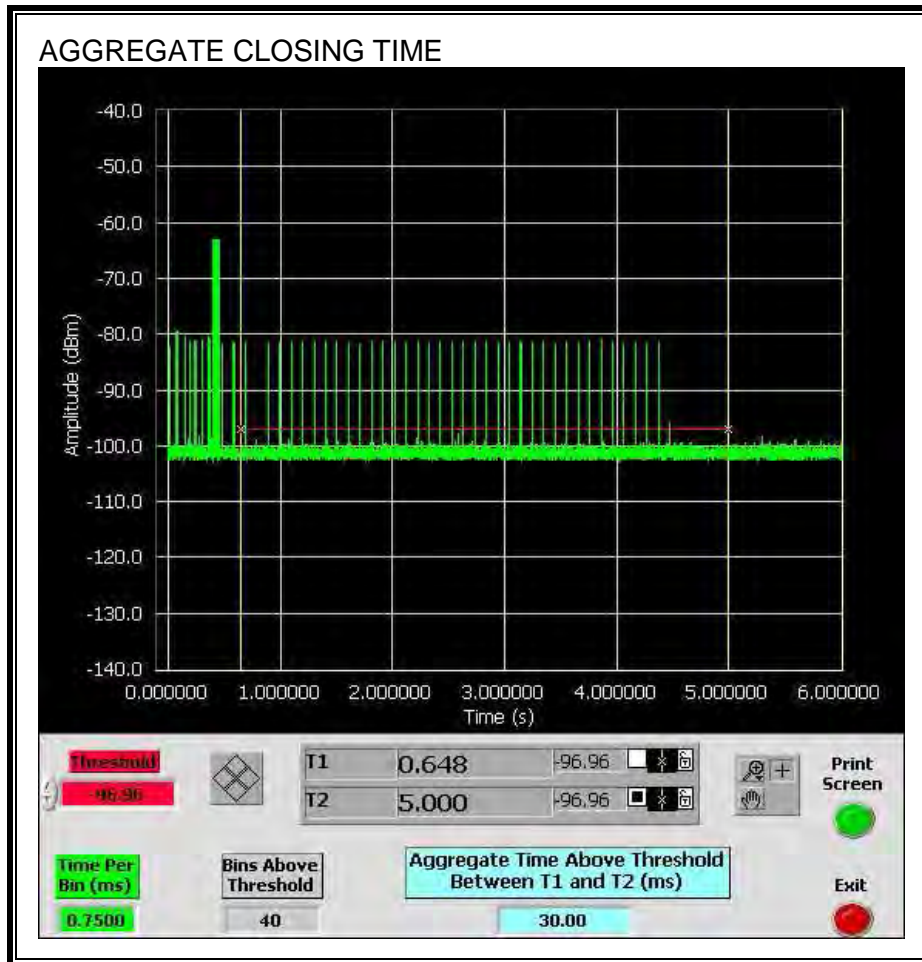 AGGREGATE CLOSING TIME
-40.0
-50.0
-60.0
-70.0
-80.0
-90.0
-100.0
-110.0
-120.0
-130.0
-140.0
Amplitude (dBm)
0.000000 1.000000 2.000000 3.000000 4.000000 5.000000 6.000000
Time (s)
Threshold
-96.96
T1 0.648 -96.96
T2 5.000 -96.96
Print
Screen
Time Per
Bin (ms)
0.7500
Bins Above
Threshold
40
Aggregate Time Above Threshold
Between T1 and T2 (ms)
30.00
Exit